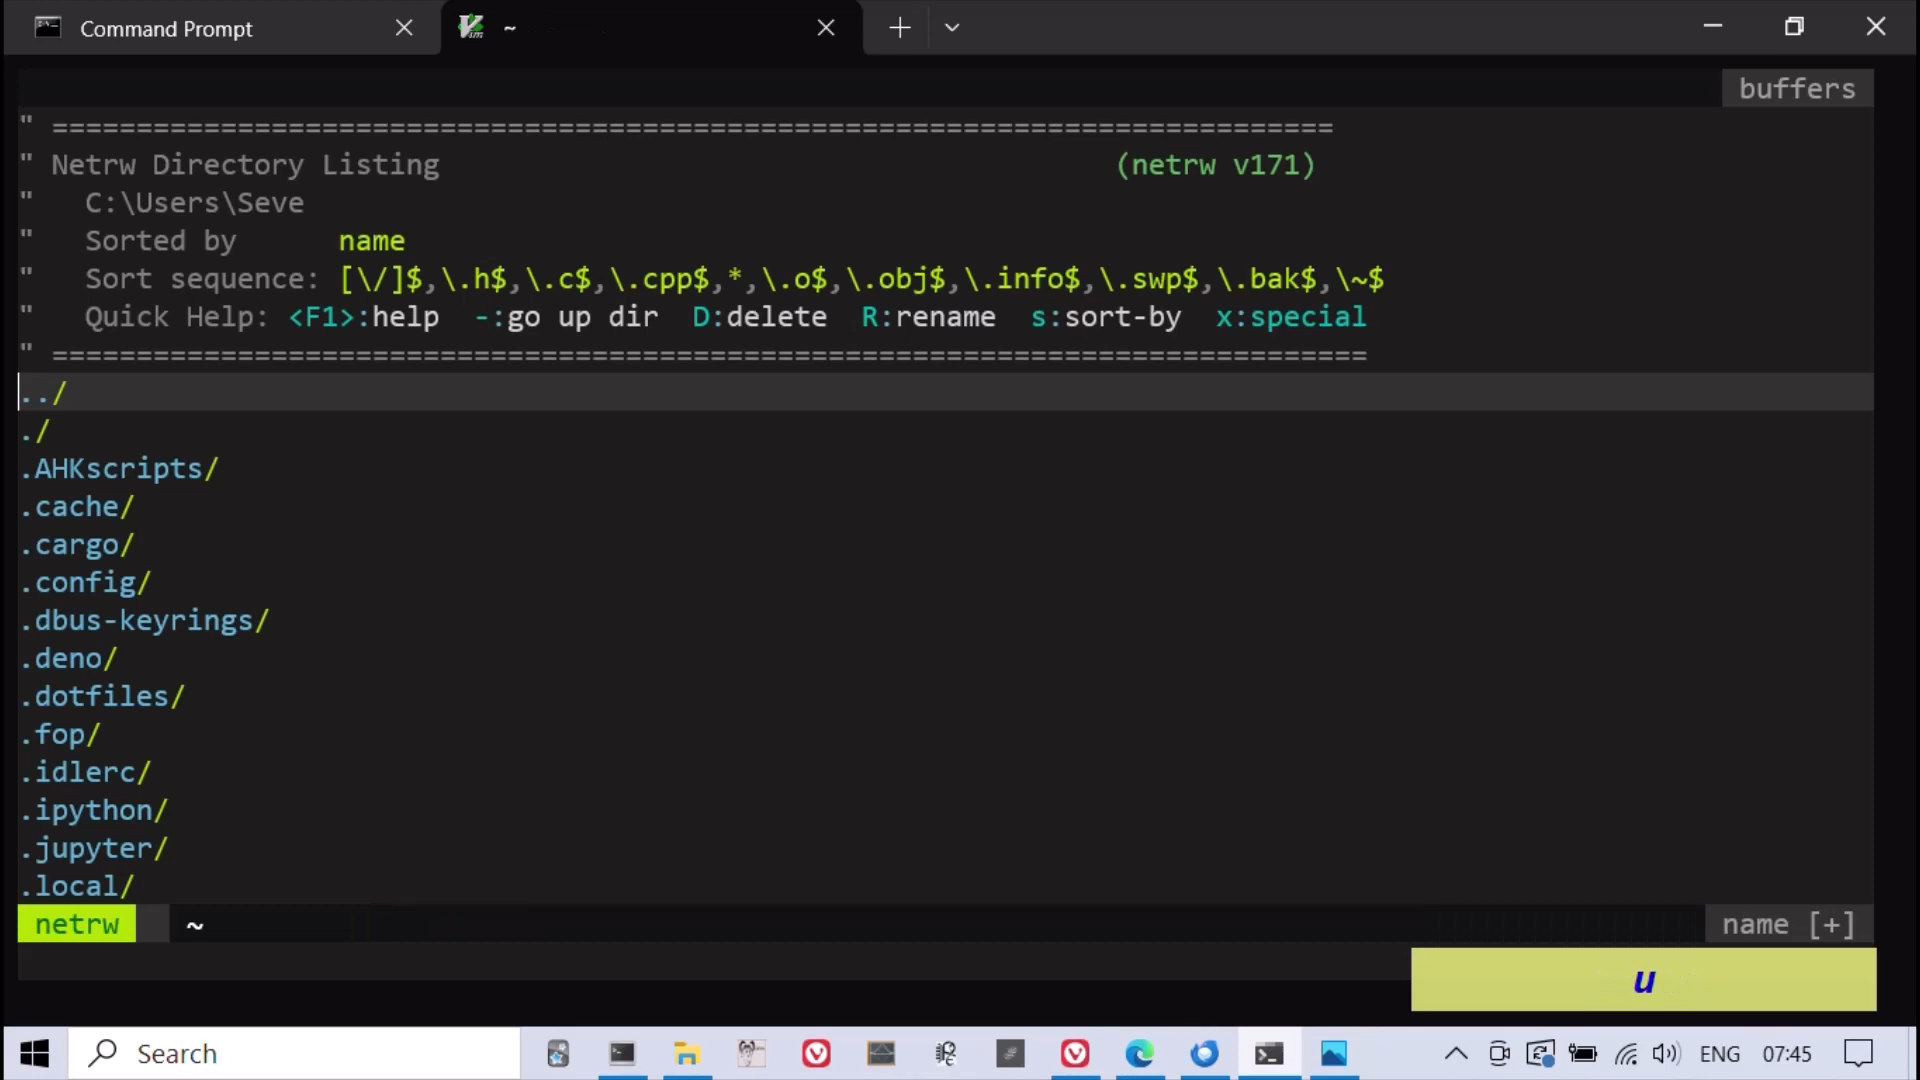 Command Prompt
~
buffers
" ============================================================================
" Netrw Directory Listing (netrw v171)
" C:\Users\Seve
" Sorted by name
" Sort sequence: [\/]$,\.h$,\.c$,\.cpp$,*,\.o$,\.obj$,\.info$,\.swp$,\.bak$,\~$
" Quick Help: <F1>:help -:go up dir D:delete R:rename s:sort-by x:special
" ==============================================================================
../
./
.AHKscripts/
.cache/
.cargo/
.config/
.dbus-keyrings/
.deno/
.dotfiles/
.fop/
.idlerc/
.ipython/
.jupyter/
.local/
netrw ~ name [+]
u
Search ENG 07:45